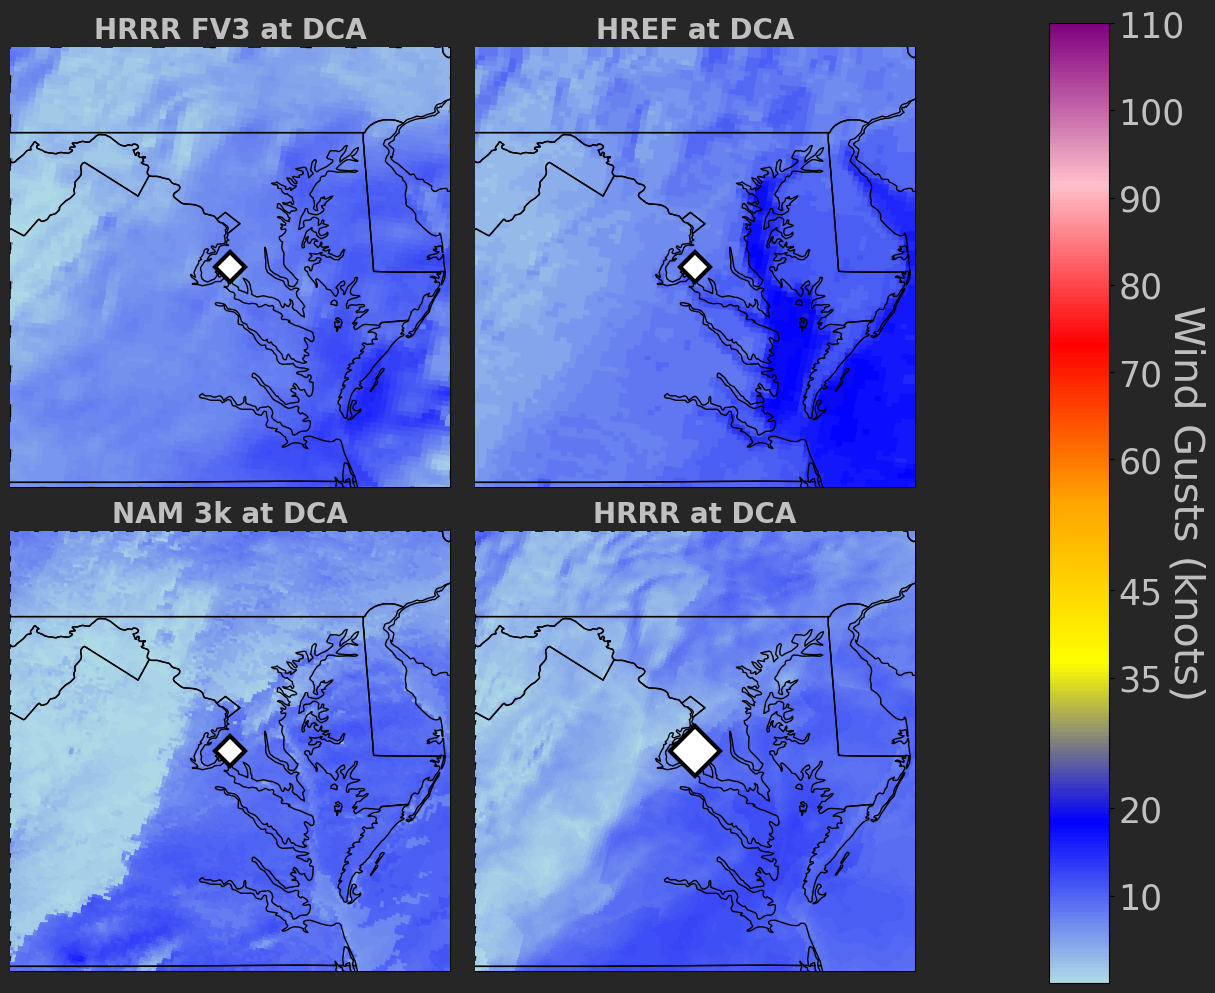 HRRR FV3 at DCA
HREF at DCA
NAM 3k at DCA
HRRR at DCA
110
100
90
80
70
60
45
35
20
10
Wind Gusts (knots)